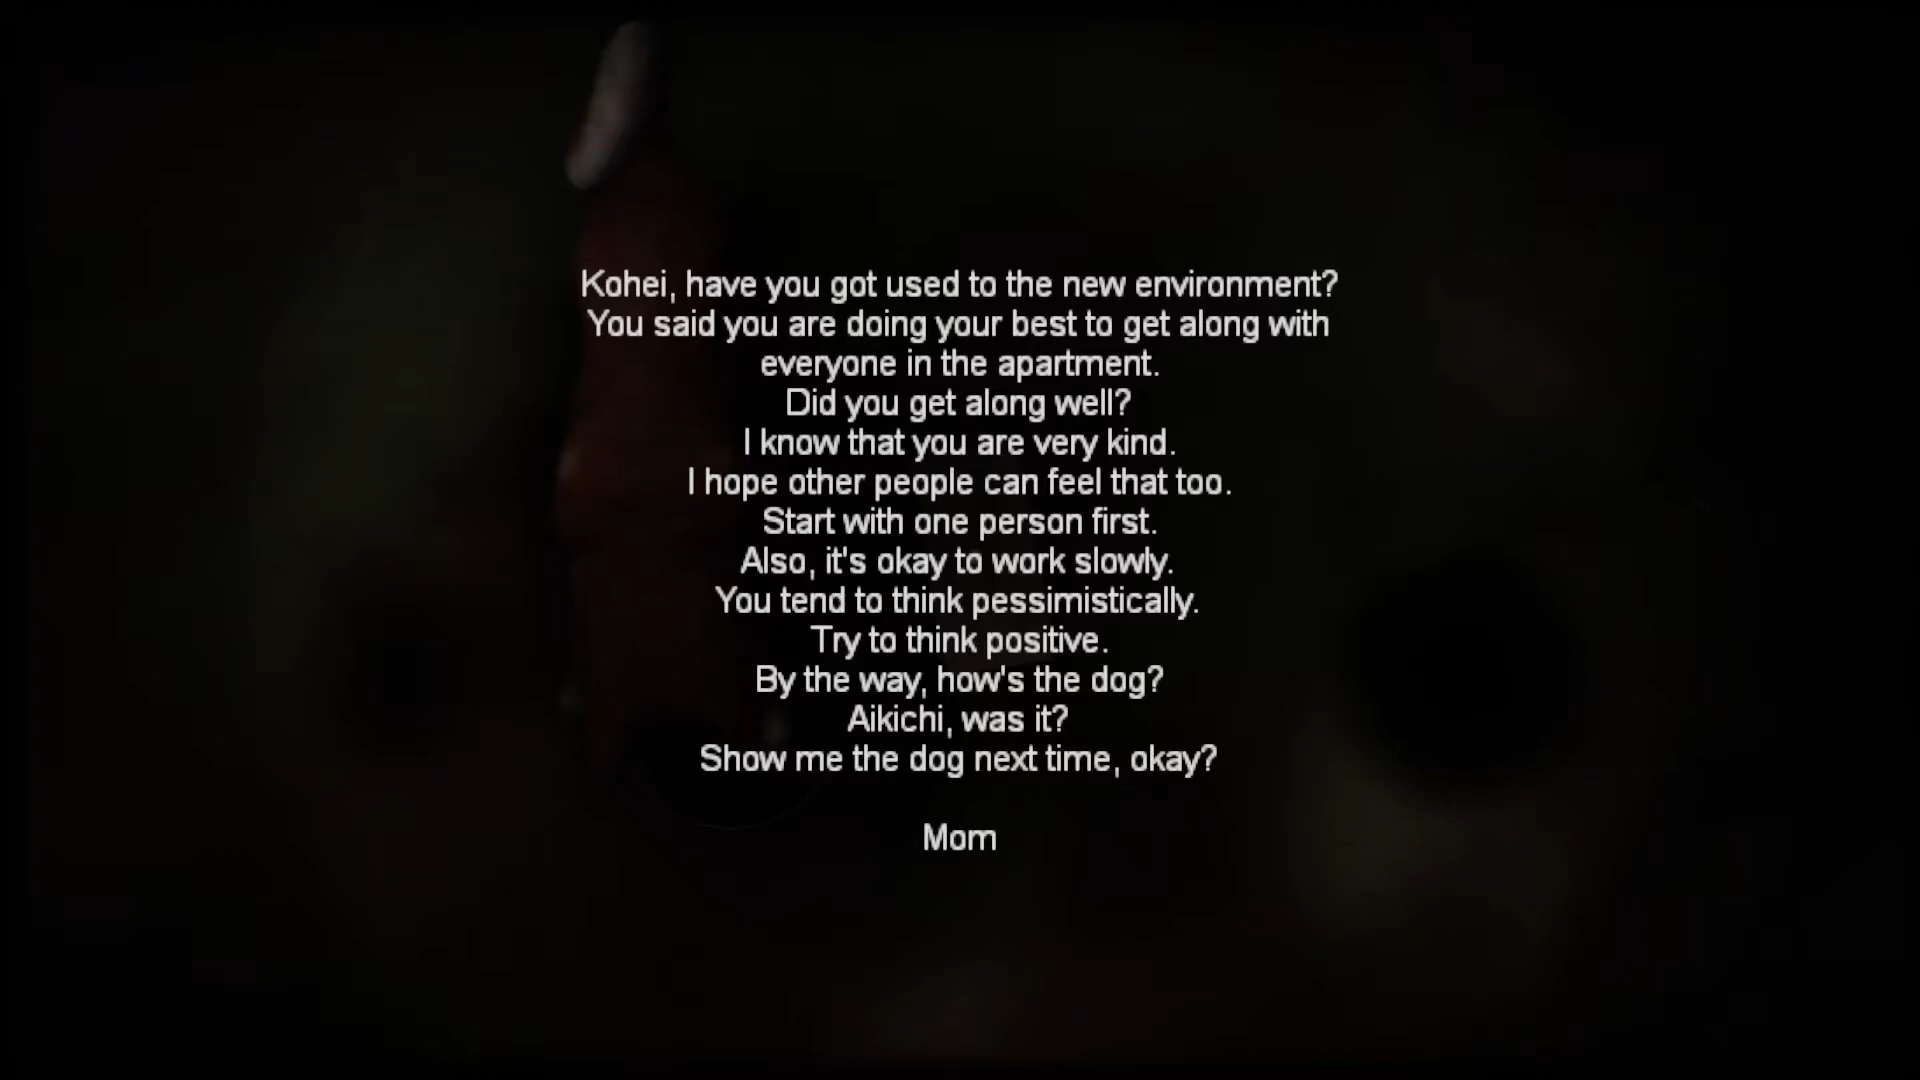 Kohei, have you got used to the new environment?
You said you are doing your best to get along with
everyone in the apartment.
Did you get along well?
I know that you are very kind.
I hope other people can feel that too.
Start with one person first.
Also, it's okay to work slowly.
You tend to think pessimistically.
Try to think positive.
By the way, how's the dog?
Aikichi, was it?
Show me the dog next time, okay?
Mom